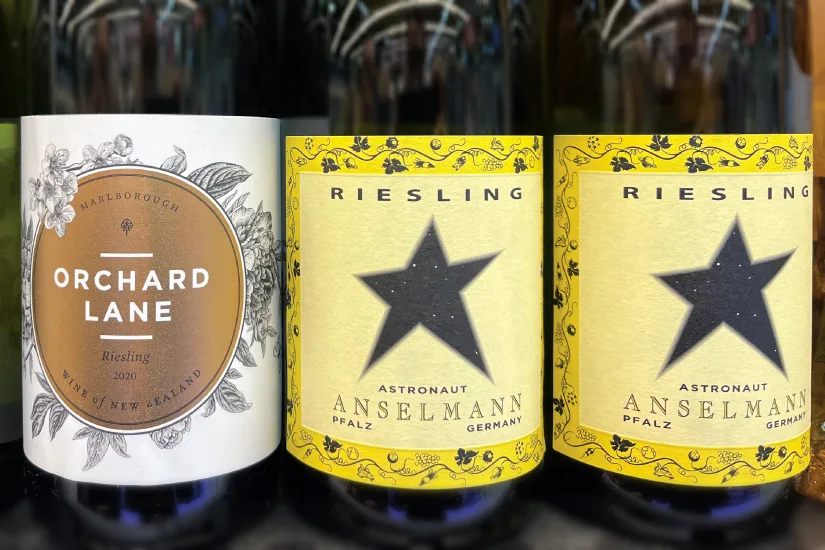 MARLBOROUGH
ORCHARD
LANE
Riesling
2020
WINE of NEW ZEALAND
RIESLING
ASTRONAUT
ANSELMANN
PFALZ GERMANY
RIESLING
ASTRONAUT
ANSELMANN
PFALZ GERMANY